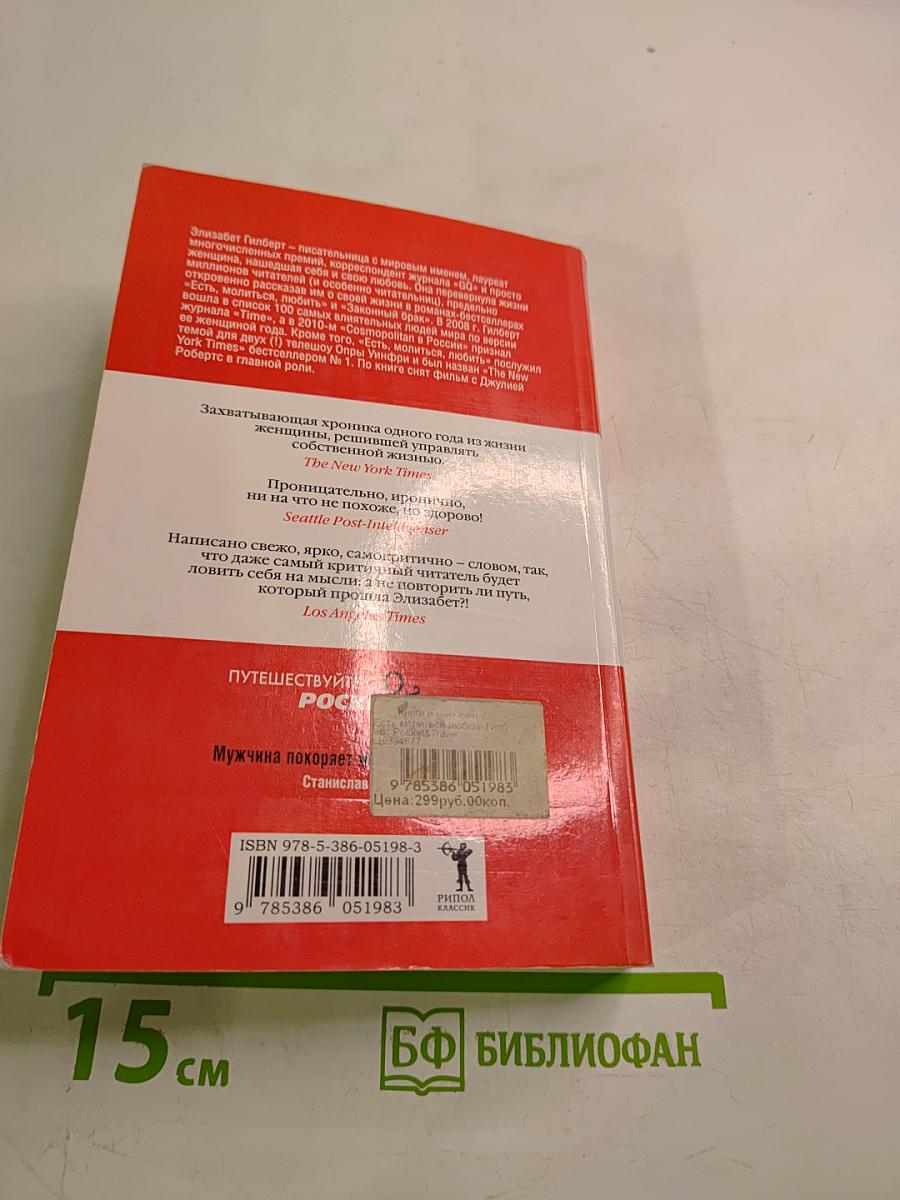 Элизабет Гилберт – писательница с мировым именем, лауреат
многочисленных премий, корреспондент журнала «GQ» и просто
женщина, нашедшая себя и свою любовь. Она перевернула жизни
миллионов читателей (и особенно читательниц), предельно
откровенно рассказав им о своей жизни в романах-бестселлерах
«Есть, молиться, любить» и «Законный брак». В 2008 г. Гилберт
вошла в список 100 самых влиятельных людей мира по версии
журнала «Time», а в 2010-м «Cosmopolitan в России» признал
ее женщиной года. Кроме того, «Есть, молиться, любить» послужил
темой для двух (!) телешоу Опры Уинфри и был назван «The New
York Times» бестселлером № 1. По книге снят фильм с Джулией
Робертс в главной роли.
Захватывающая хроника одного года из жизни
женщины, решившей управлять
собственной жизнью.
The New York Times
Проницательно, иронично,
ни на что не похоже, но здорово!
Seattle Post-Intelligenser
Написано свежо, ярко, самокритично – словом, так,
что даже самый критичный читатель будет
ловить себя на мысли: а не повторить ли путь,
который прошла Элизабет?!
Los Angeles Times
ПУТЕШЕСТВУЙТ
РОСК
Мужчина покоряет
Станислав
Есть, молиться, любить
9 785386 051983
Цена:299руб.00коп.
ISBN 978-5-386-05198-3
9 785386 051983
РИПОЛ
КЛАССИК
15 см
БФ БИБЛИОФАН